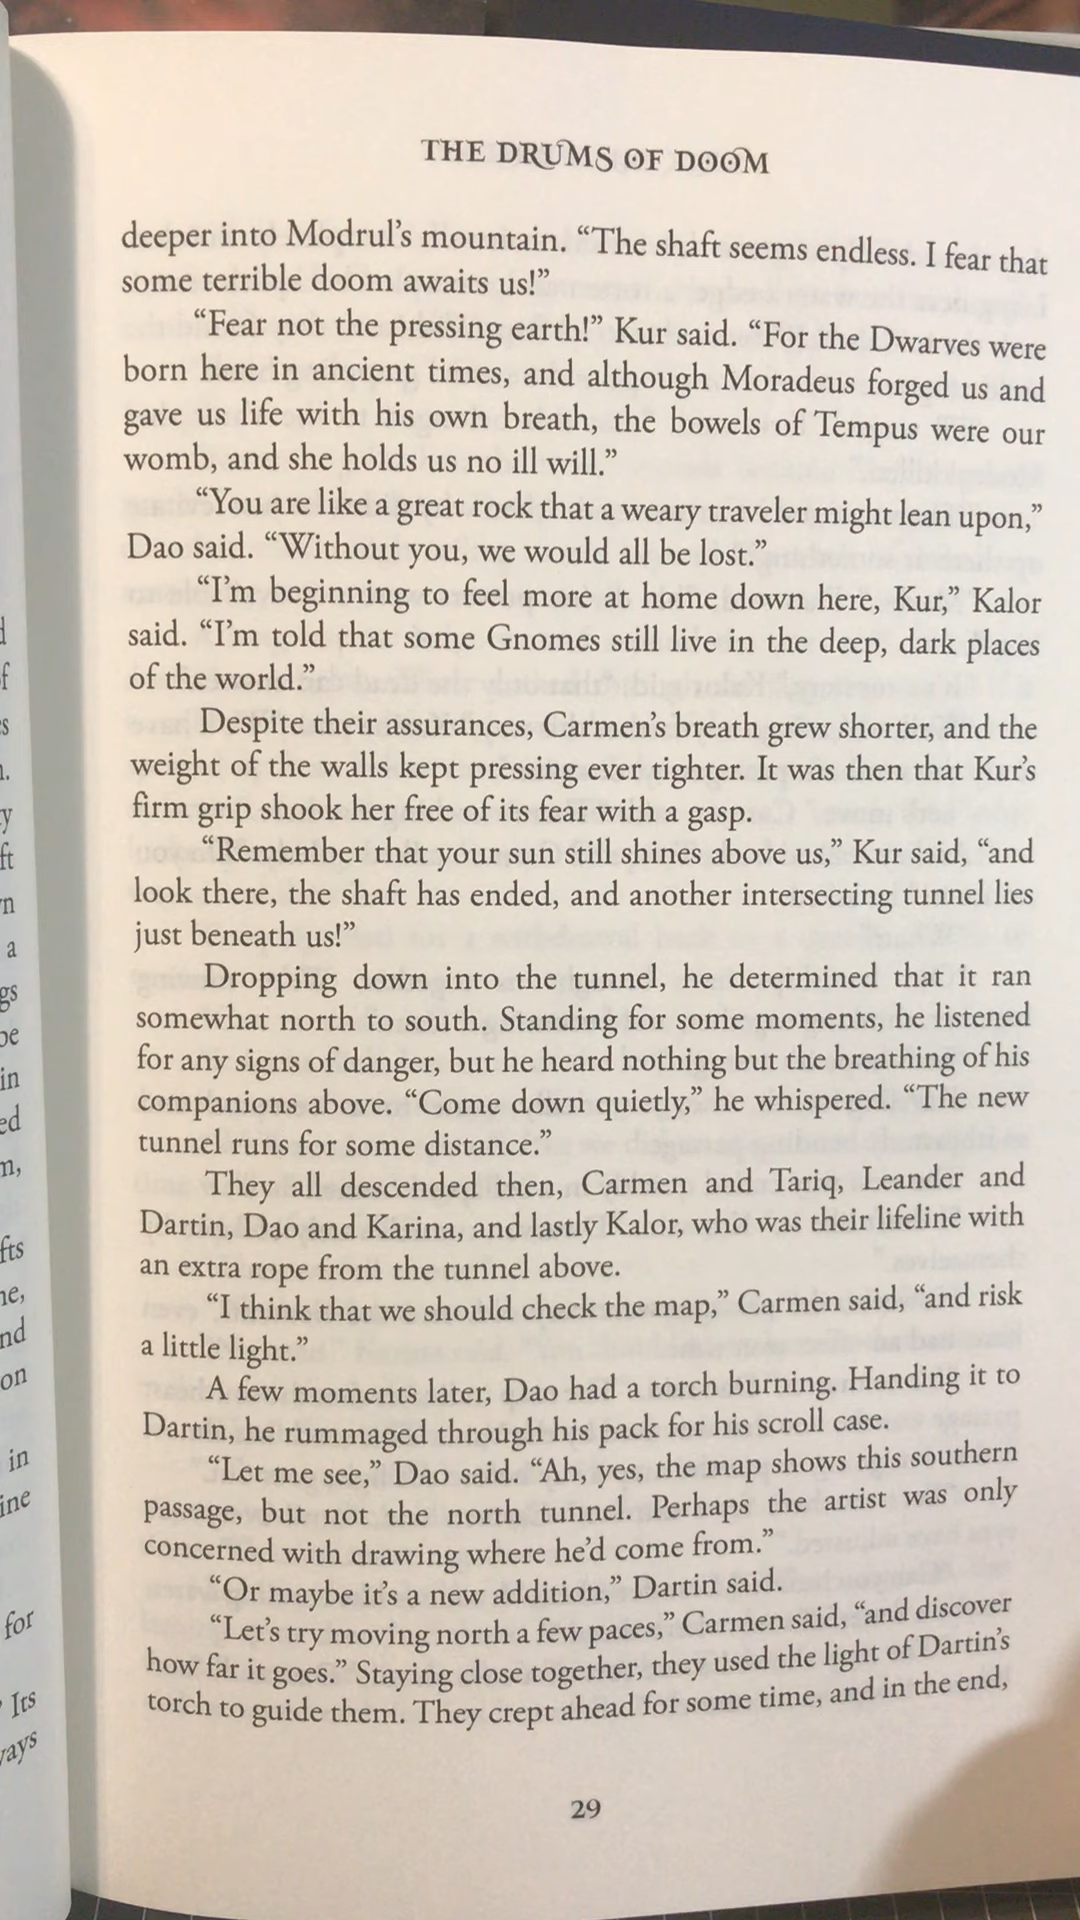 THE DRUMS OF DOOM
deeper into Modrul's mountain. “The shaft seems endless. I fear that
some terrible doom awaits us!”
“Fear not the pressing earth!” Kur said. “For the Dwarves were
born here in ancient times, and although Moradeus forged us and
gave us life with his own breath, the bowels of Tempus were our
womb, and she holds us no ill will.”
“You are like a great rock that a weary traveler might lean upon,”
Dao said. “Without you, we would all be lost.”
“I'm beginning to feel more at home down here, Kur,” Kalor
said. “I'm told that some Gnomes still live in the deep, dark places
of the world.”
Despite their assurances, Carmen's breath grew shorter, and the
weight of the walls kept pressing ever tighter. It was then that Kur's
firm grip shook her free of its fear with a gasp.
“Remember that your sun still shines above us,” Kur said, “and
look there, the shaft has ended, and another intersecting tunnel lies
just beneath us!”
Dropping down into the tunnel, he determined that it ran
somewhat north to south. Standing for some moments, he listened
for any signs of danger, but he heard nothing but the breathing of his
companions above. “Come down quietly,” he whispered. “The new
tunnel runs for some distance.”
They all descended then, Carmen and Tariq, Leander and
Dartin, Dao and Karina, and lastly Kalor, who was their lifeline with
an extra rope from the tunnel above.
“I think that we should check the map,” Carmen said, “and risk
a little light.”
A few moments later, Dao had a torch burning. Handing it to
Dartin, he rummaged through his pack for his scroll case.
“Let me see,” Dao said. “Ah, yes, the map shows this southern
passage, but not the north tunnel. Perhaps the artist was only
concerned with drawing where he'd come from.”
“Or maybe it's a new addition,” Dartin said.
“Let's try moving north a few paces,” Carmen said, “and discover
how far it goes.” Staying close together, they used the light of Dartin's
torch to guide them. They crept ahead for some time, and in the end,
29